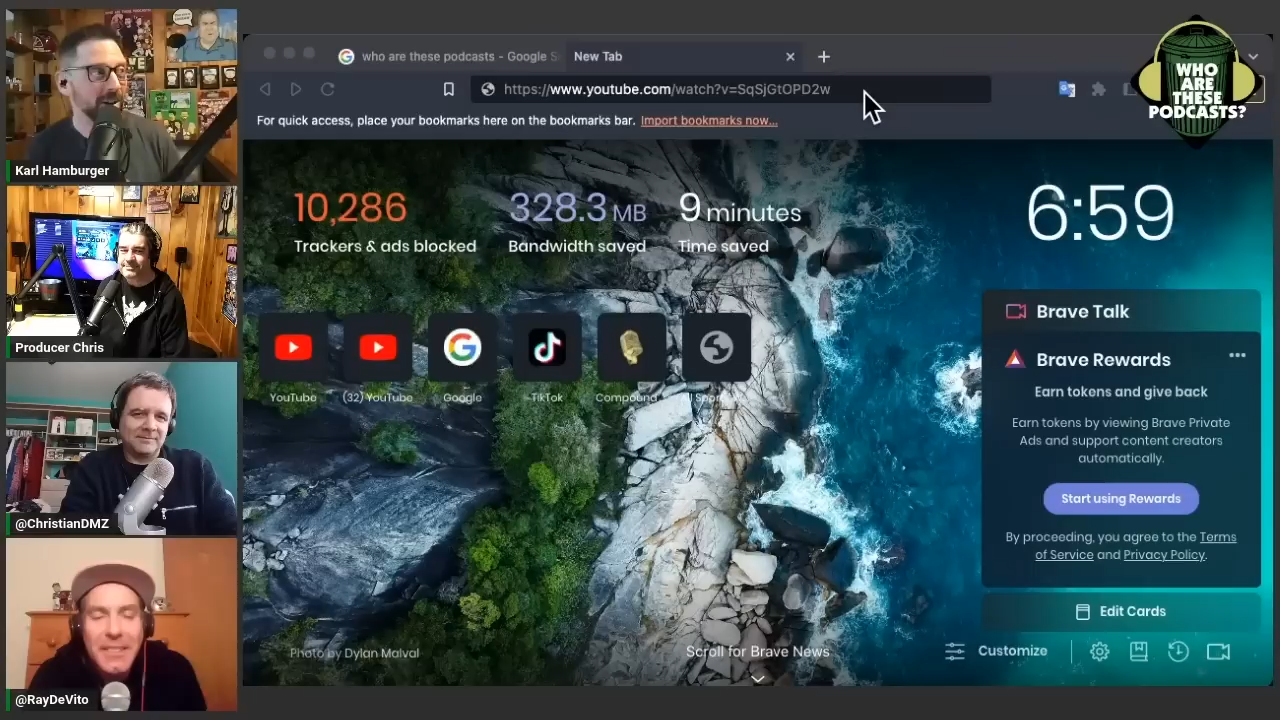 Karl Hamburger
Producer Chris
@ChristianDMZ
@RayDeVito
who are these podcasts - Google S
New Tab
https://www.youtube.com/watch?v=SqSjGtOPD2w
For quick access, place your bookmarks here on the bookmarks bar. Import bookmarks now...
WHO
ARE
THESE
PODCASTS?
10,286
Trackers & ads blocked
328.3 MB
Bandwidth saved
9 minutes
Time saved
6:59
YouTube
(32) YouTube
Google
TikTok
Compound
Brave Talk
Brave Rewards
Earn tokens and give back
Earn tokens by viewing Brave Private
Ads and support content creators
automatically.
Start using Rewards
By proceeding, you agree to the Terms
of Service and Privacy Policy.
Edit Cards
Photo by Dylan Malval
Scroll for Brave News
Customize